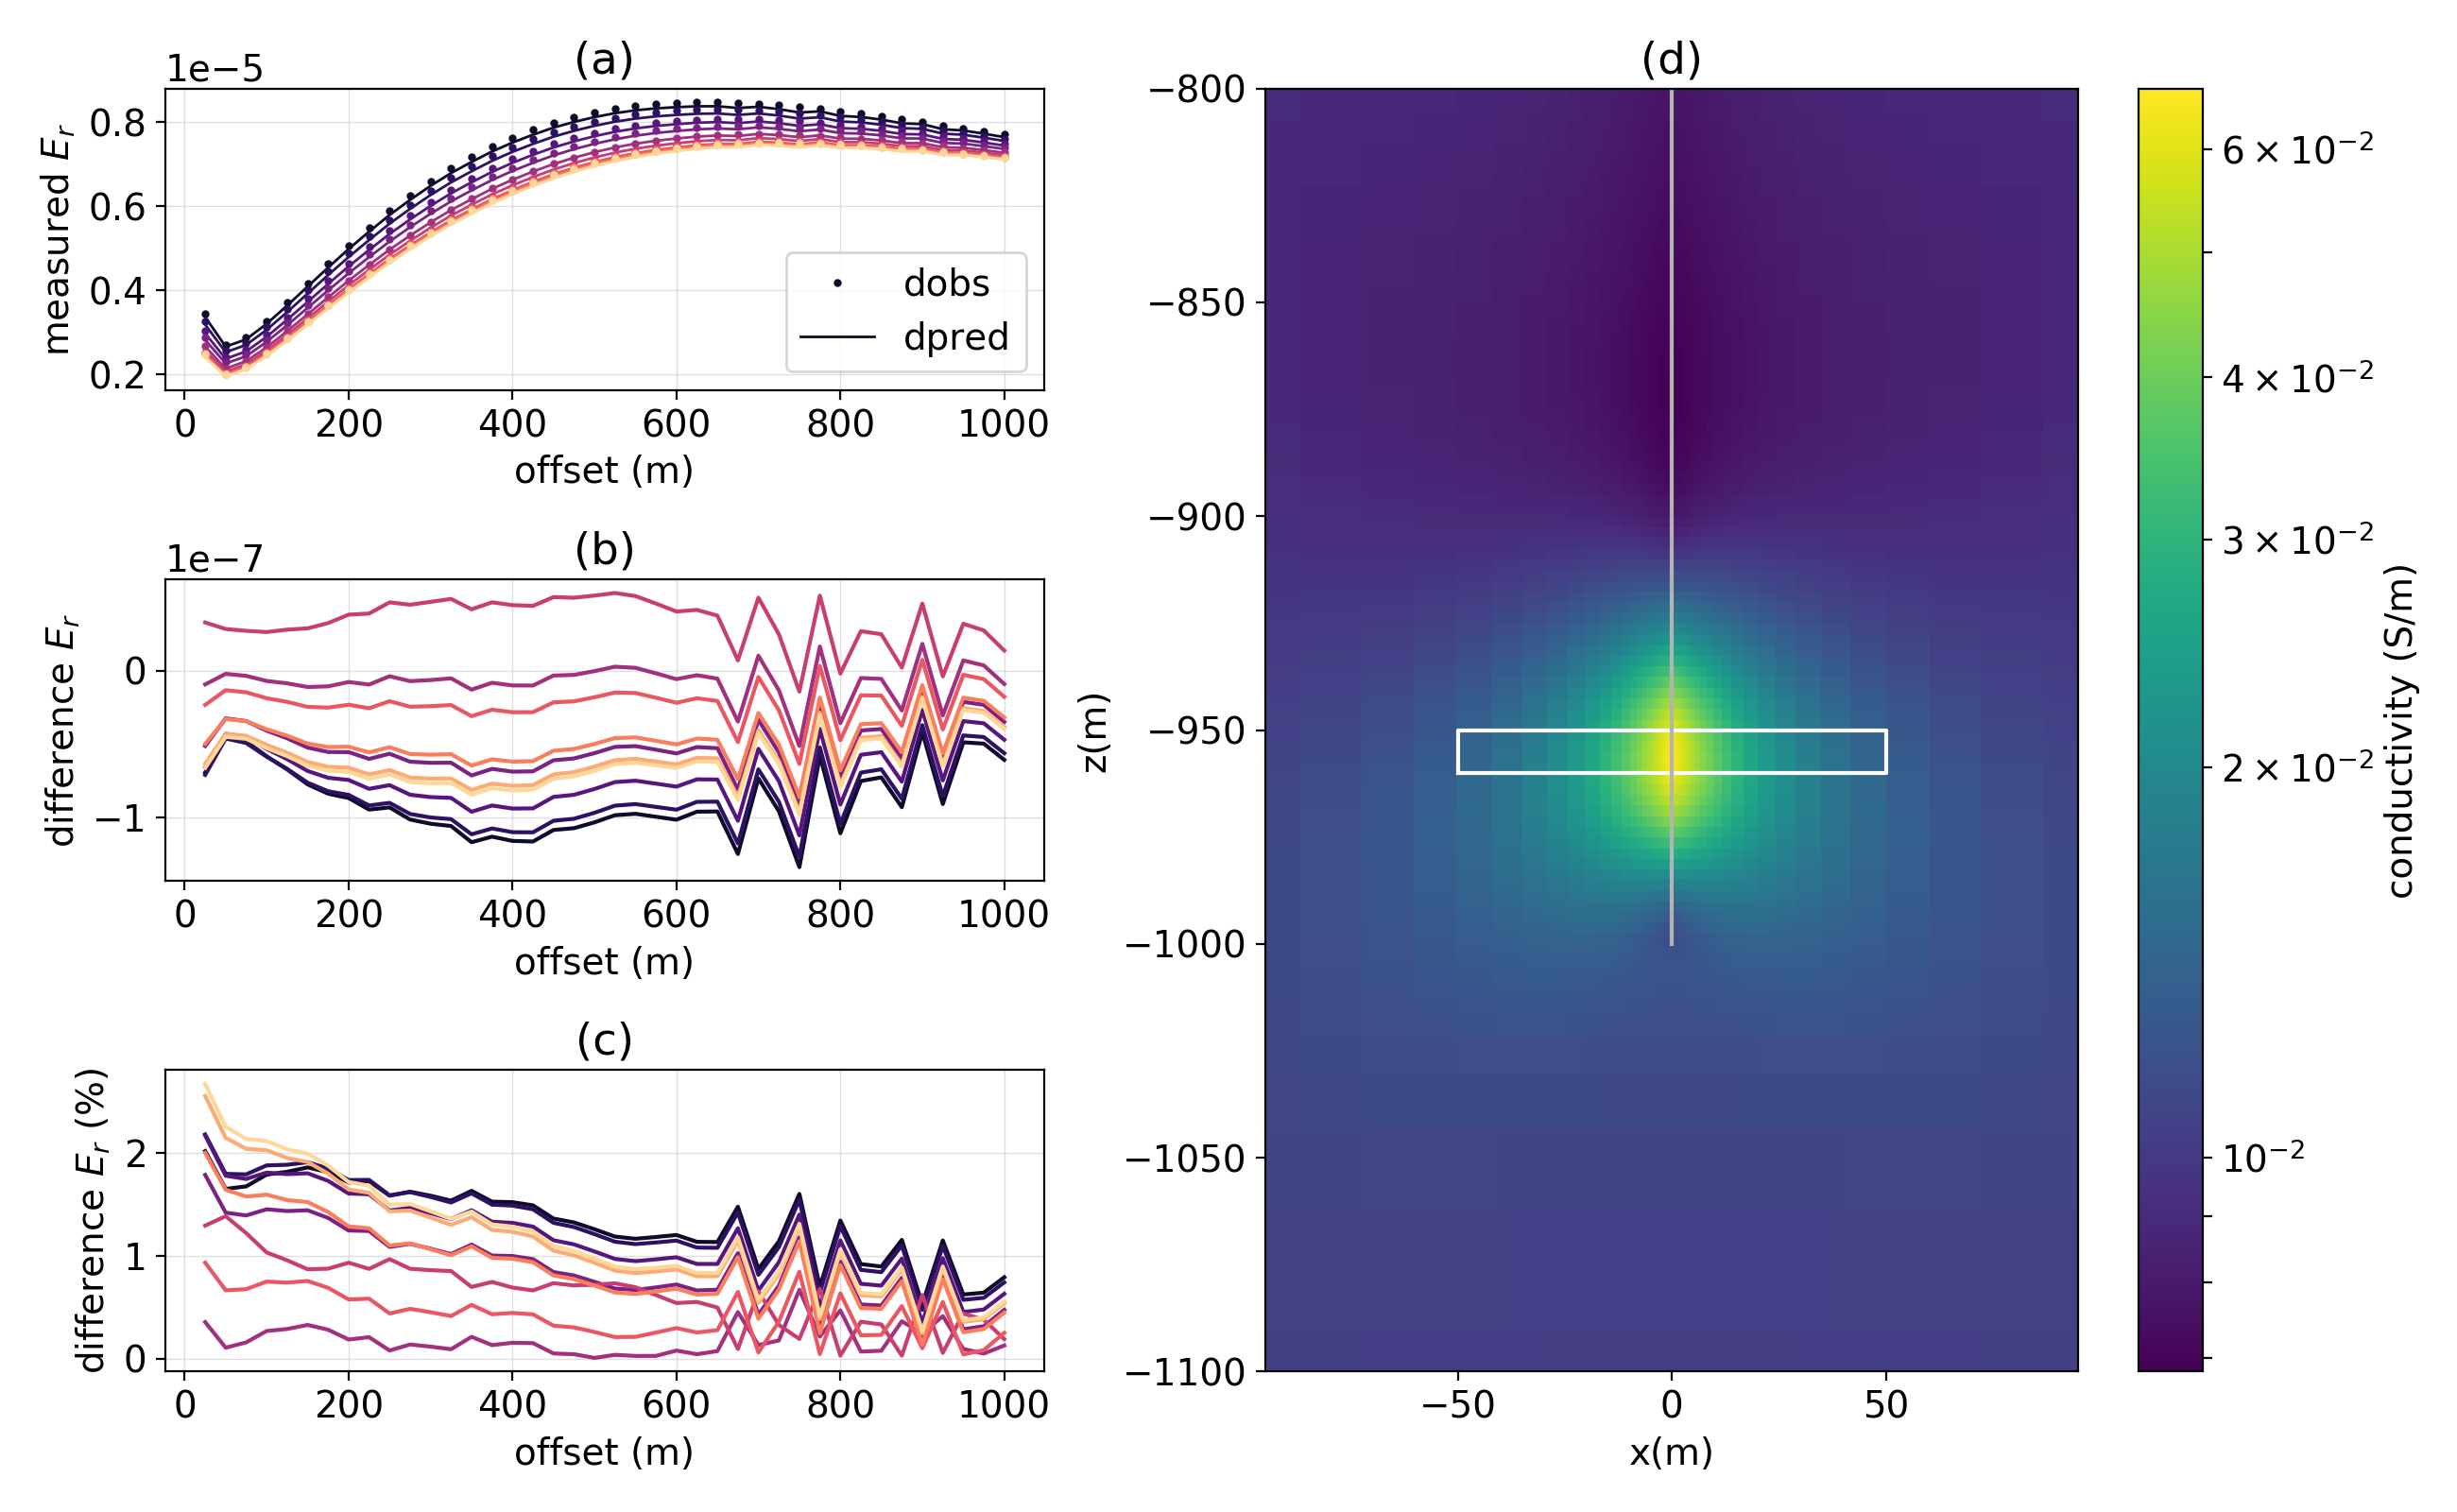 (a)
1e−5
measured E_r
0.8
0.6
0.4
0.2
dobs
dpred
0 200 400 600 800 1000
offset (m)
(b)
1e−7
difference E_r
0
−1
0 200 400 600 800 1000
offset (m)
(c)
difference E_r (%)
2
1
0
0 200 400 600 800 1000
offset (m)
(d)
z(m)
−800
−850
−900
−950
−1000
−1050
−1100
−50 0 50
x(m)
6 × 10⁻²
4 × 10⁻²
3 × 10⁻²
2 × 10⁻²
10⁻²
conductivity (S/m)